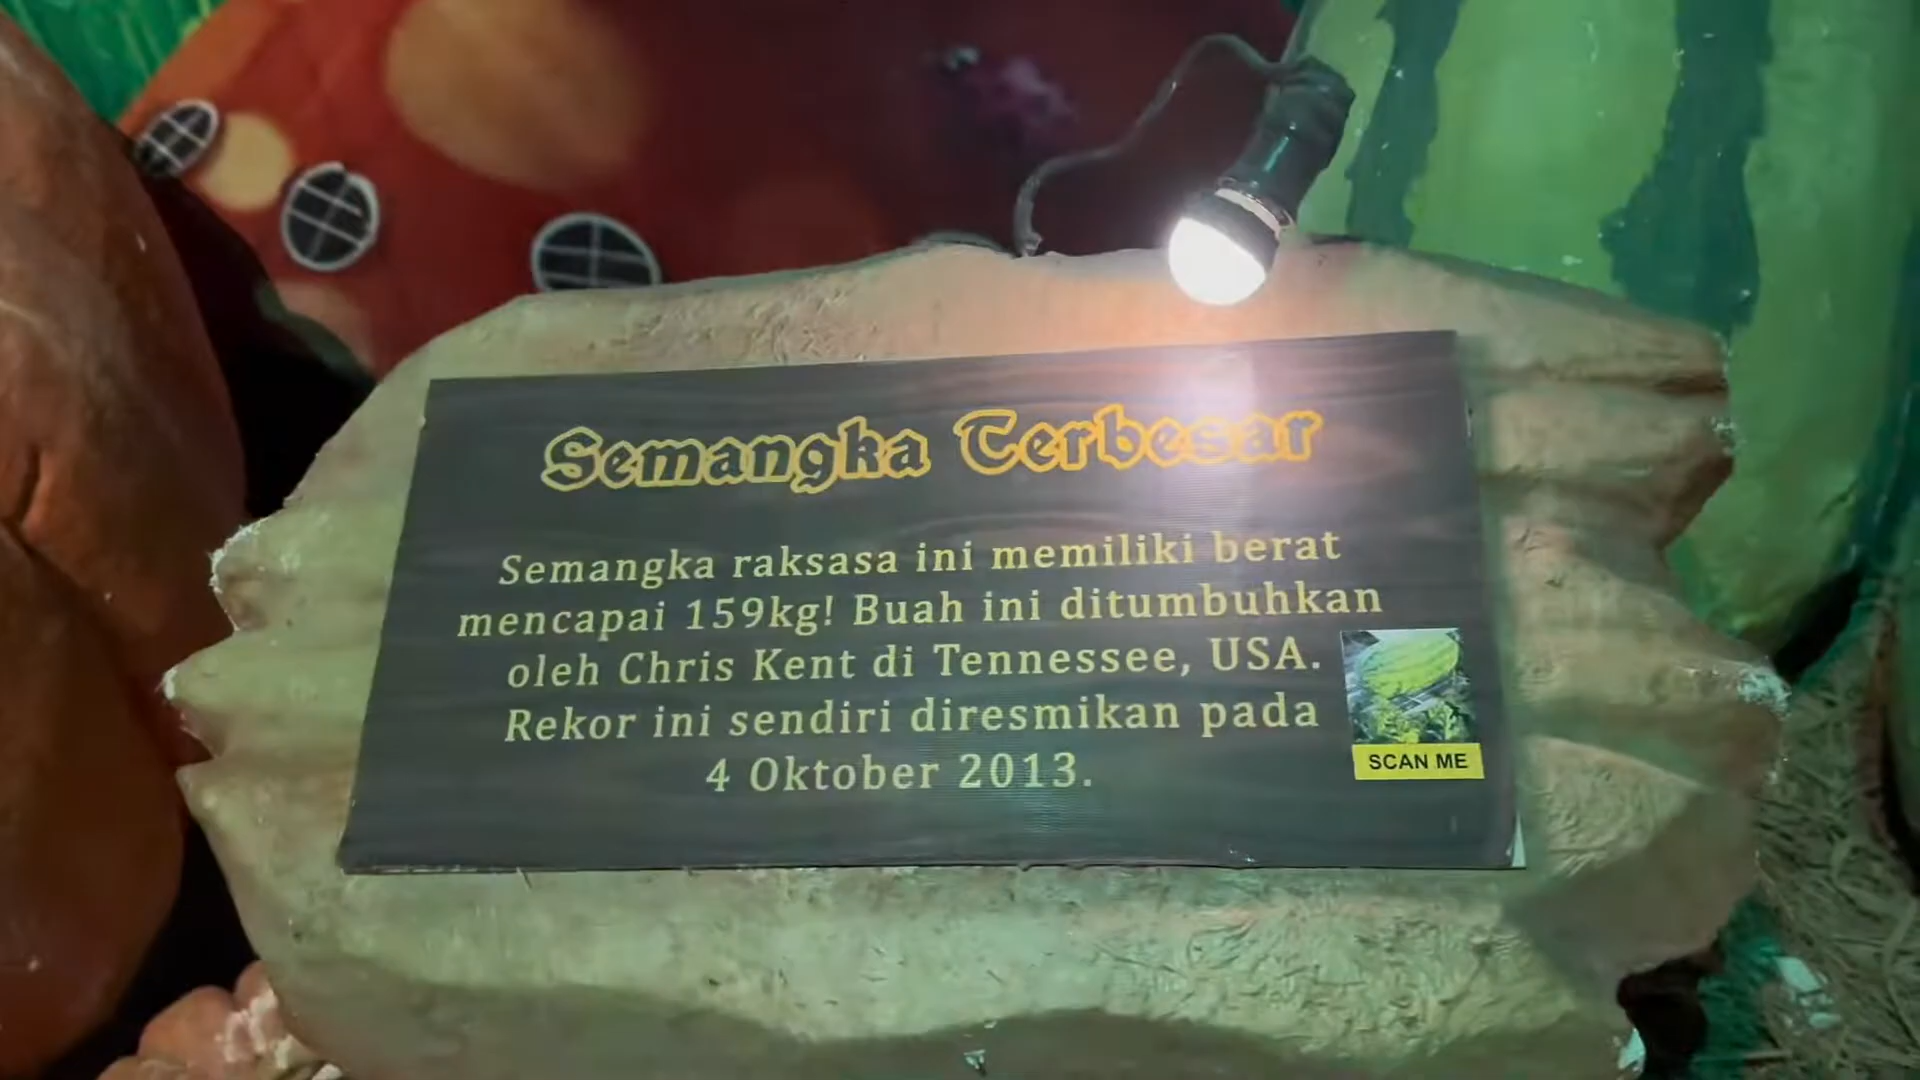 Semangka Terbesar
Semangka raksasa ini memiliki berat
mencapai 159kg! Buah ini ditumbuhkan
oleh Chris Kent di Tennessee, USA.
Rekor ini sendiri diresmikan pada
4 Oktober 2013.
SCAN ME